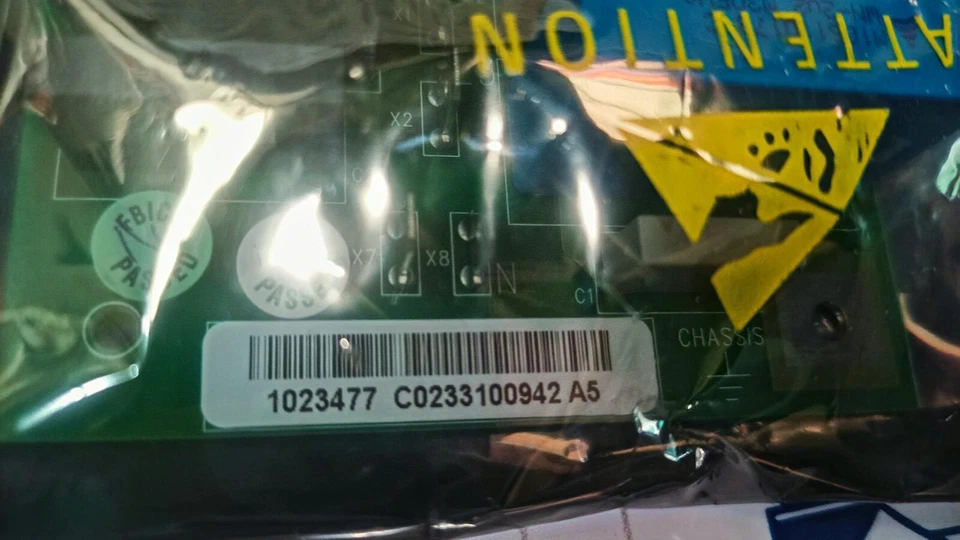 ATTENTION
X2
X7
X8
N
C1
FBIC
PASSED
PASSED
CHASSIS
1023477 C0233100942 A5